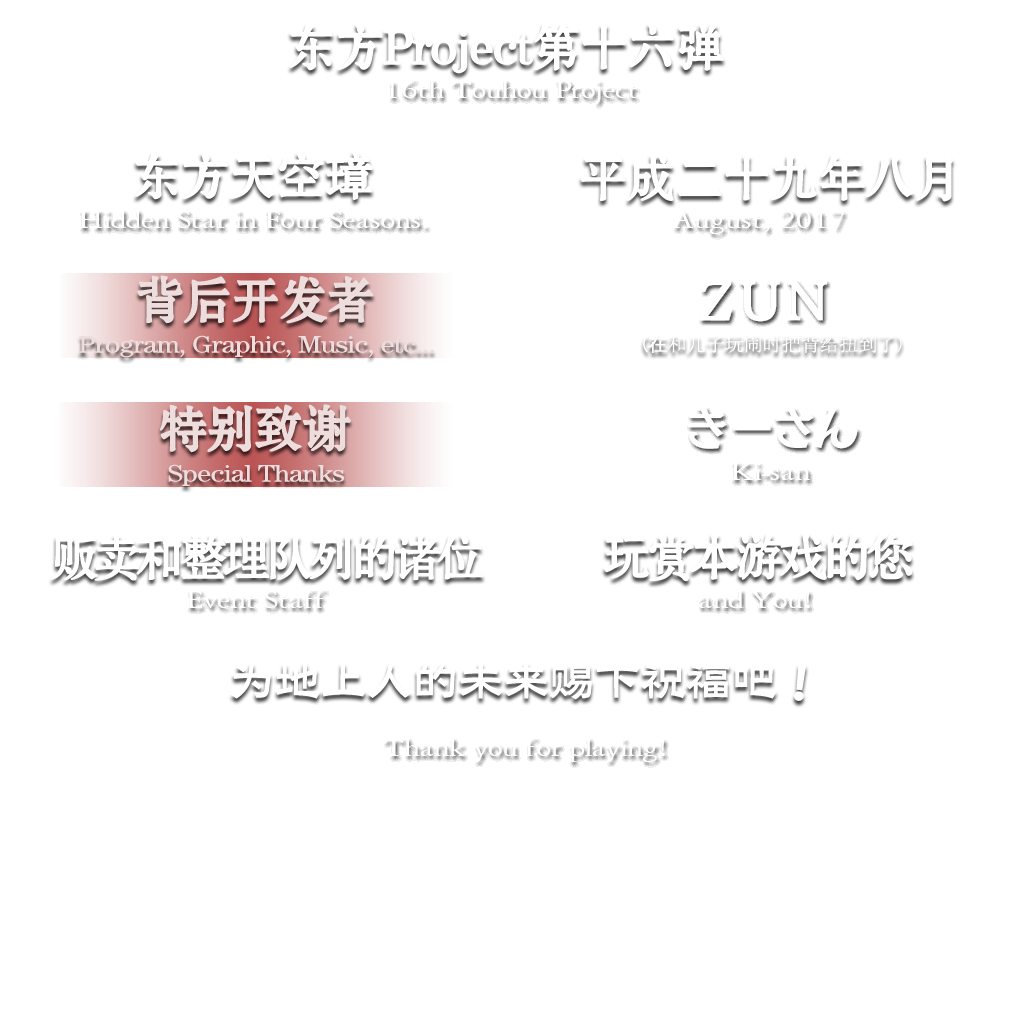 东方Project第十六弹
16th Touhou Project
东方天空璋
Hidden Star in Four Seasons.
平成二十九年八月
August, 2017
背后开发者
Program, Graphic, Music, etc...
ZUN
(在和儿子玩闹时把背给扭到了)
特别致谢
Special Thanks
きーさん
Ki-san
贩卖和整理队列的诸位
Event Staff
玩赏本游戏的您
and You!
为地上人的未来赐下祝福吧！
Thank you for playing!